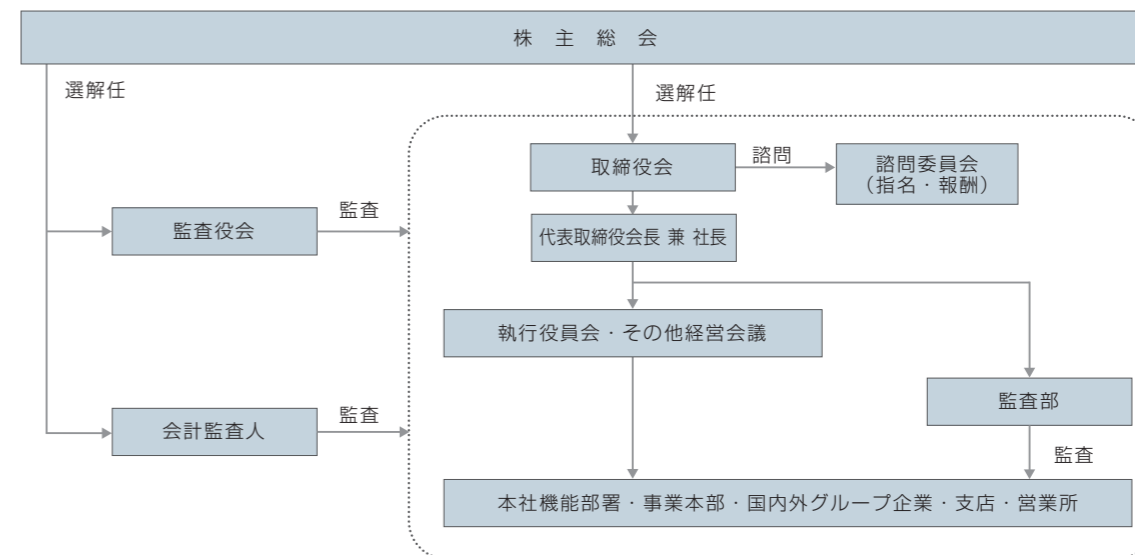 株 主 総 会
選解任
選解任
取締役会
諮問
諮問委員会
（指名・報酬）
監査役会
監査
代表取締役会長 兼 社長
執行役員会・その他経営会議
会計監査人
監査
監査部
監査
本社機能部署・事業本部・国内外グループ企業・支店・営業所